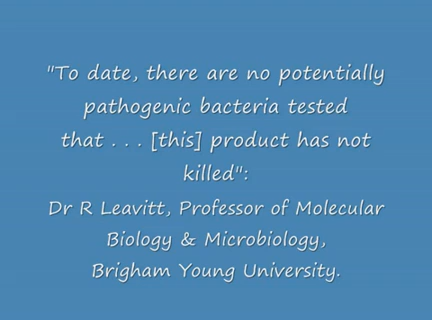 "To date, there are no potentially
pathogenic bacteria tested
that . . . [this] product has not
killed":
Dr R Leavitt, Professor of Molecular
Biology & Microbiology,
Brigham Young University.